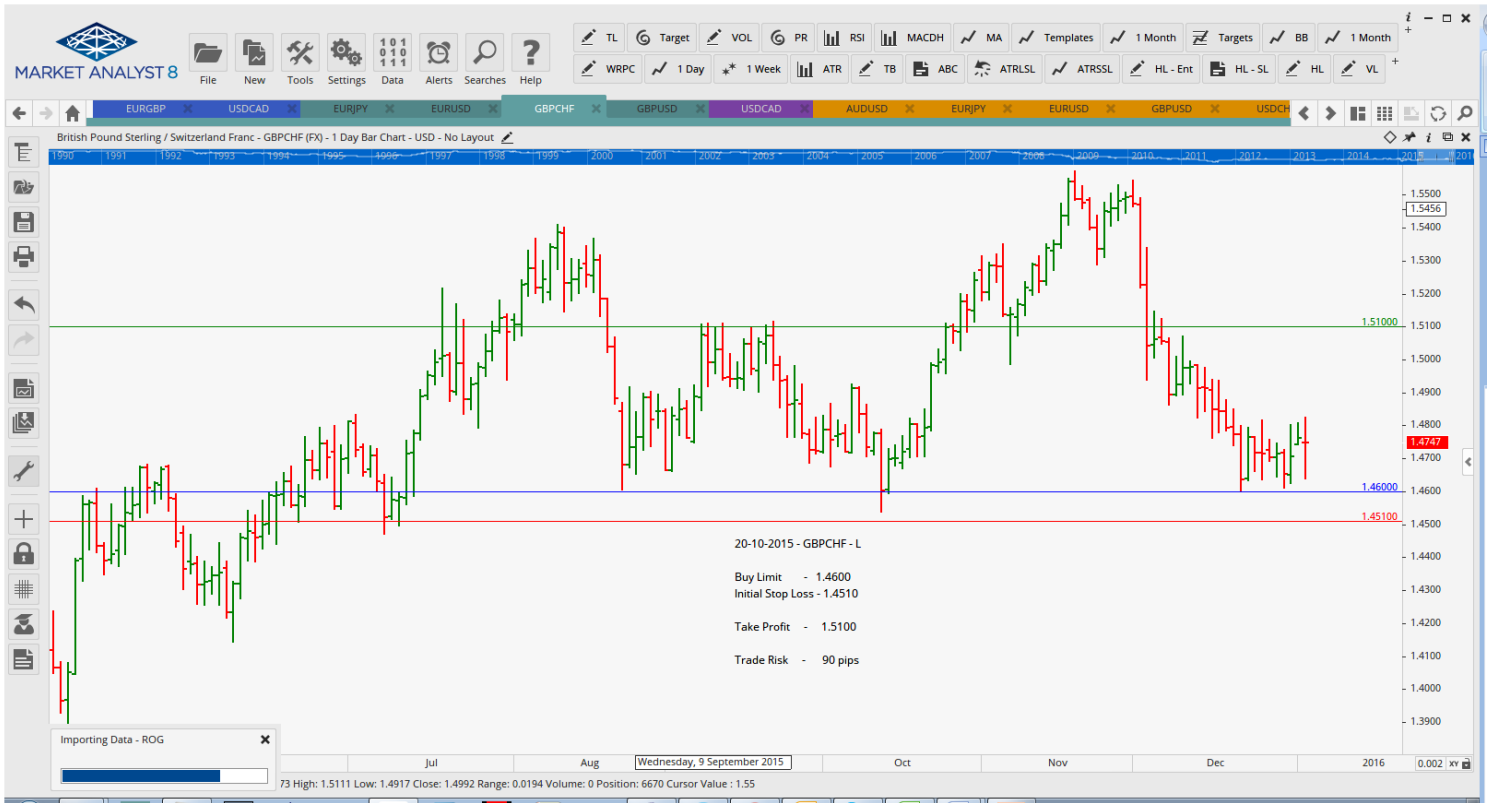 MARKET ANALYST 8
File New Tools Settings Data Alerts Searches Help
TL Target VOL PR RSI MACDH MA Templates 1 Month Targets BB 1 Month +
WRPC 1 Day 1 Week ATR TB ABC ATRLSL ATRSSL HL - Ent HL - SL HL VL +
EURGBP USDCAD EURJPY EURUSD GBPCHF GBPUSD USDCAD AUDUSD EURJPY EURUSD GBPUSD USDCH
British Pound Sterling / Switzerland Franc - GBPCHF (FX) - 1 Day Bar Chart - USD - No Layout
1990 1991 1992 1993 1994 1995 1996 1997 1998 1999 2000 2001 2002 2003 2004 2005 2006 2007 2008 2009 2010 2011 2012 2013 2014 2015 201
1.5500
1.5456
1.5400
1.5300
1.5200
1.51000
1.5100
1.5000
1.4900
1.4800
1.4747
1.4700
1.46000
1.4600
1.45100
1.4500
20-10-2015 - GBPCHF - L
1.4400
Buy Limit - 1.4600
1.4300
Initial Stop Loss - 1.4510
1.4200
Take Profit - 1.5100
1.4100
Trade Risk - 90 pips
1.4000
1.3900
Importing Data - ROG
Jul Aug Wednesday, 9 September 2015 Oct Nov Dec 2016 0.002 XY
73 High: 1.5111 Low: 1.4917 Close: 1.4992 Range: 0.0194 Volume: 0 Position: 6670 Cursor Value : 1.55